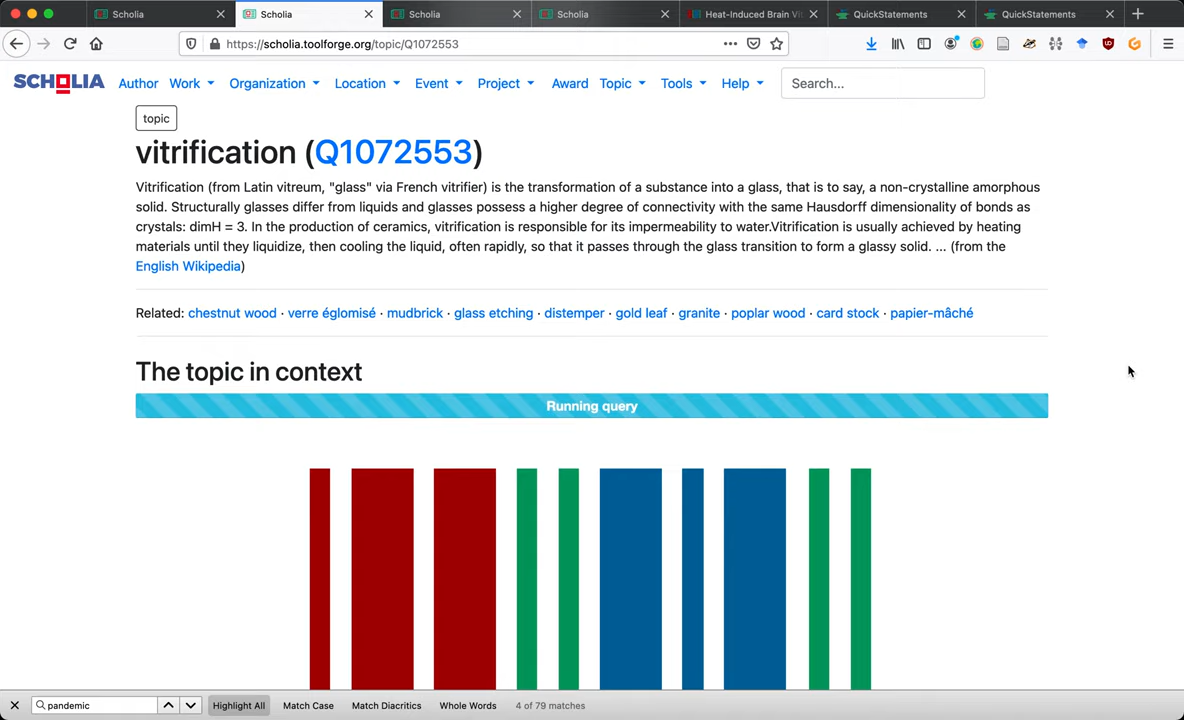 Scholia
Scholia
Scholia
Scholia
Heat-Induced Brain Vi
QuickStatements
QuickStatements
https://scholia.toolforge.org/topic/Q1072553
SCHOLIA Author Work Organization Location Event Project Award Topic Tools Help Search...
topic
vitrification (Q1072553)
Vitrification (from Latin vitreum, "glass" via French vitrifier) is the transformation of a substance into a glass, that is to say, a non-crystalline amorphous
solid. Structurally glasses differ from liquids and glasses possess a higher degree of connectivity with the same Hausdorff dimensionality of bonds as
crystals: dimH = 3. In the production of ceramics, vitrification is responsible for its impermeability to water.Vitrification is usually achieved by heating
materials until they liquidize, then cooling the liquid, often rapidly, so that it passes through the glass transition to form a glassy solid. ... (from the
English Wikipedia)
Related: chestnut wood · verre églomisé · mudbrick · glass etching · distemper · gold leaf · granite · poplar wood · card stock · papier-mâché
The topic in context
Running query
pandemic Highlight All Match Case Match Diacritics Whole Words 4 of 79 matches